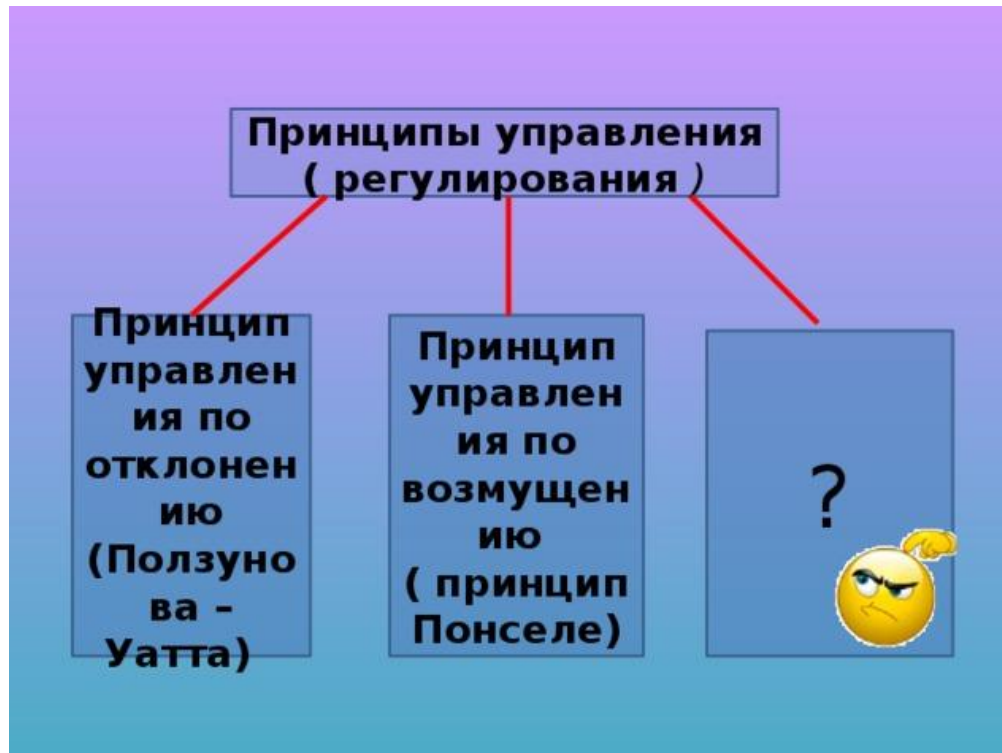 Принципы управления
( регулирования )
Принцип
управлен
ия по
отклонен
ию
(Ползуно
ва –
Уатта)
Принцип
управлен
ия по
возмущен
ию
( принцип
Понселе)
?